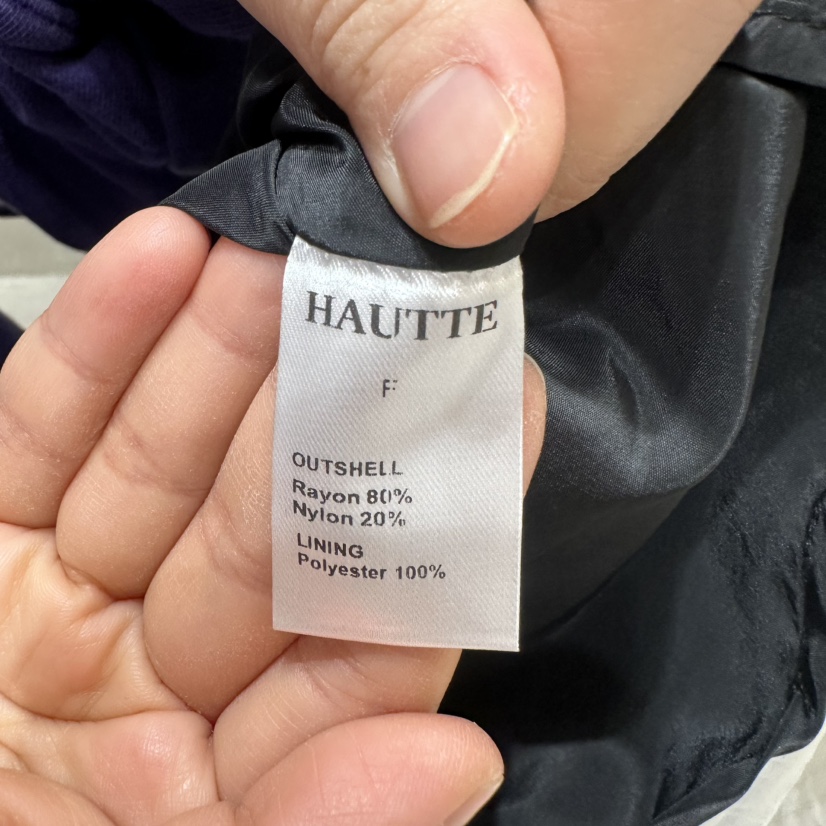 HAUTTE
F
OUTSHELL
Rayon 80%
Nylon 20%
LINING
Polyester 100%